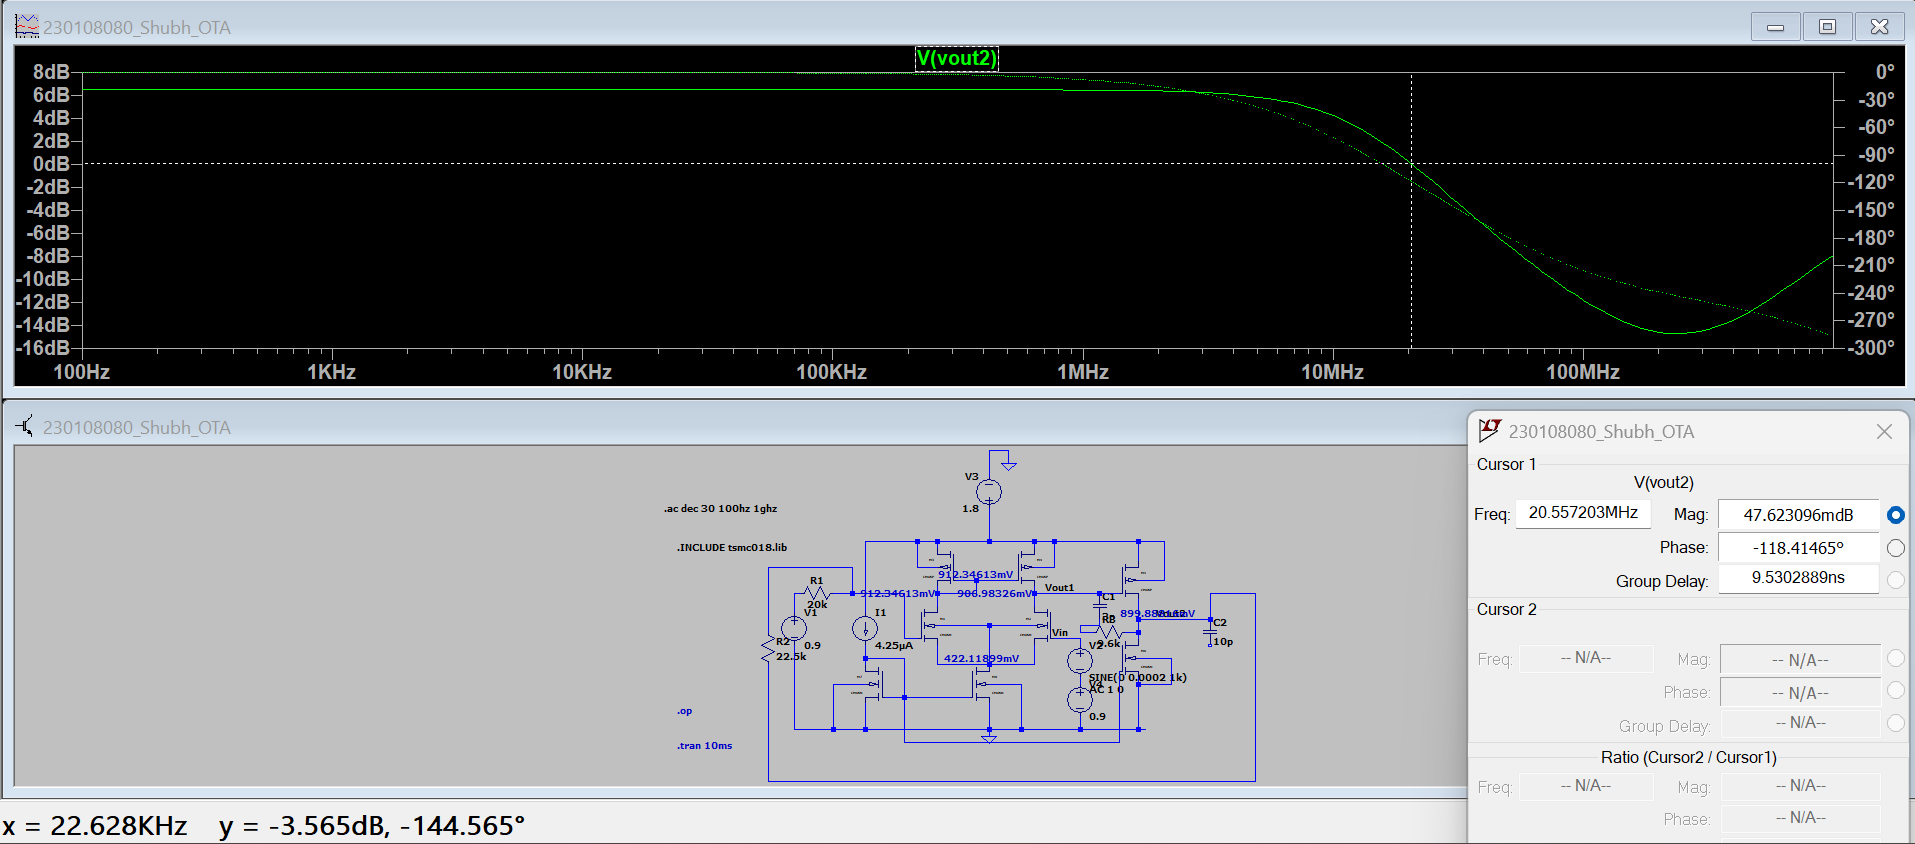 230108080_Shubh_OTA
V(vout2)
8dB
6dB
4dB
2dB
0dB
-2dB
-4dB
-6dB
-8dB
-10dB
-12dB
-14dB
-16dB
0°
-30°
-60°
-90°
-120°
-150°
-180°
-210°
-240°
-270°
-300°
100Hz 1KHz 10KHz 100KHz 1MHz 10MHz 100MHz
230108080_Shubh_OTA
V3
1.8
.ac dec 30 100hz 1ghz
.INCLUDE tsmc018.lib
R1
20k
V1
0.9
R2
22.5k
I1
4.25µA
912.34613mV
912.34613mV
906.98326mV
Vout1
C1
RB
9.6k
C2
10p
Vin
422.11899mV
V2
SINE(0 0.0002 1k)
AC 1 0
V4
0.9
.op
.tran 10ms
230108080_Shubh_OTA
Cursor 1
V(vout2)
Freq: 20.557203MHz Mag: 47.623096mdB
Phase: -118.41465°
Group Delay: 9.5302889ns
Cursor 2
Freq: -- N/A-- Mag: -- N/A--
Phase: -- N/A--
Group Delay: -- N/A--
Ratio (Cursor2 / Cursor1)
Freq: -- N/A-- Mag: -- N/A--
Phase: -- N/A--
x = 22.628KHz y = -3.565dB, -144.565°